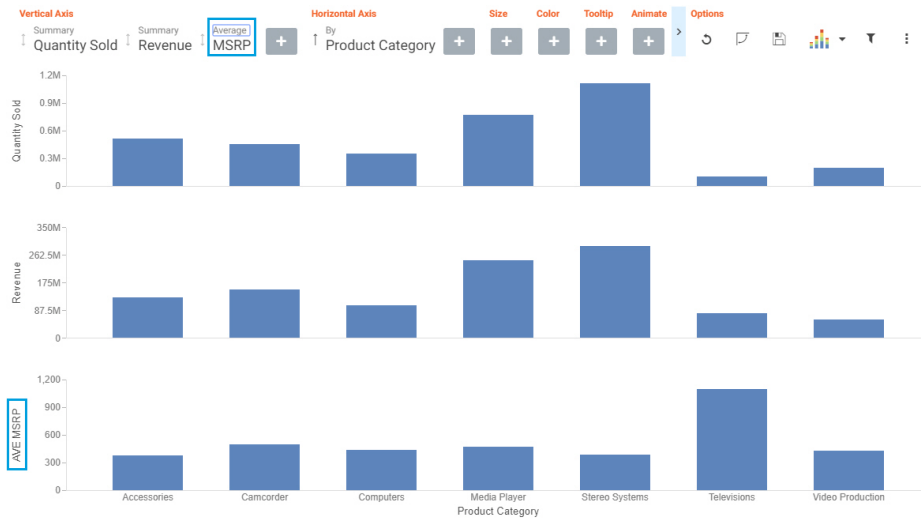 Vertical Axis
Horizontal Axis
Size
Color
Tooltip
Animate
Options
Summary
Quantity Sold
Summary
Revenue
Average
MSRP
+
By
Product Category
+
+
+
+
+
>
1.2M
0.9M
0.6M
0.3M
0
Quantity Sold
350M
262.5M
175M
87.5M
0
Revenue
1,200
900
600
300
0
AVE MSRP
Accessories
Camcorder
Computers
Media Player
Stereo Systems
Televisions
Video Production
Product Category